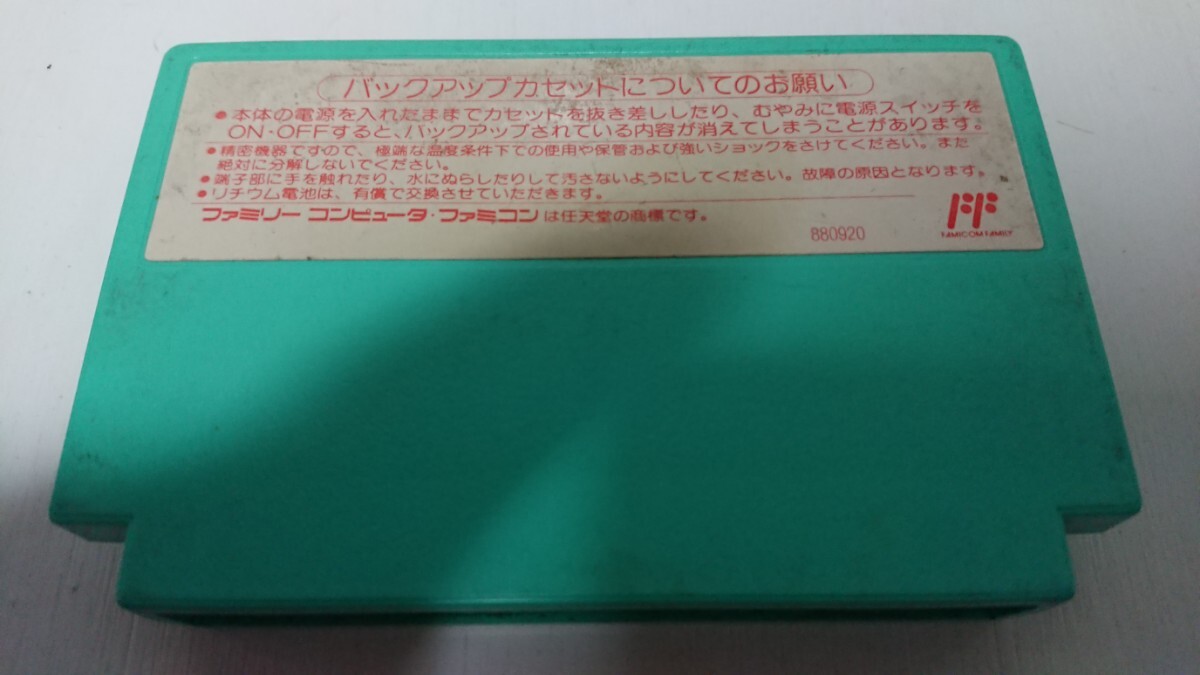 バックアップカセットについてのお願い
●本体の電源を入れたままでカセットを抜き差ししたり、むやみに電源スイッチを
ON・OFFすると、バックアップされている内容が消えてしまうことがあります。
●精密機器ですので、極端な温度条件下での使用や保管および強いショックをさけてください。また
絶対に分解しないでください。
●端子部に手を触れたり、水にぬらしたりして汚さないようにしてください。故障の原因となります。
●リチウム電池は、有償で交換させていただきます。
ファミリー コンピュータ・ファミコンは任天堂の商標です。
880920
FAMICOM FAMILY